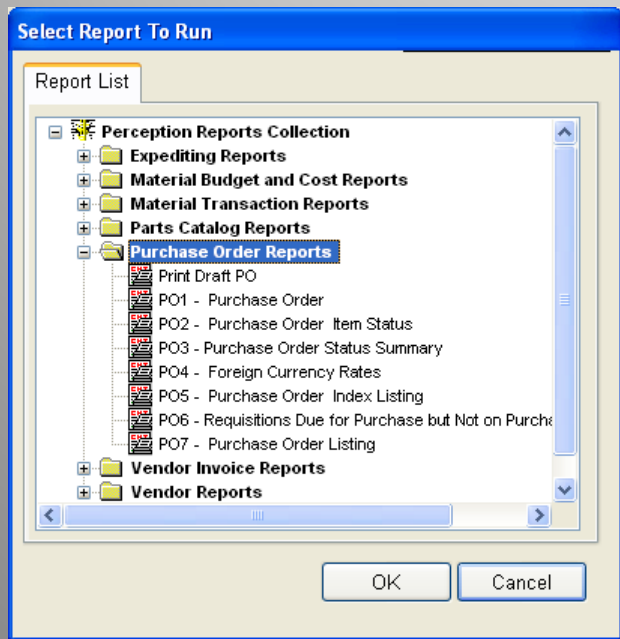 Select Report To Run
Report List
Perception Reports Collection
Expediting Reports
Material Budget and Cost Reports
Material Transaction Reports
Parts Catalog Reports
Purchase Order Reports
Print Draft PO
PO1 - Purchase Order
PO2 - Purchase Order Item Status
PO3 - Purchase Order Status Summary
PO4 - Foreign Currency Rates
PO5 - Purchase Order Index Listing
PO6 - Requisitions Due for Purchase but Not on Purcha
PO7 - Purchase Order Listing
Vendor Invoice Reports
Vendor Reports
OK Cancel